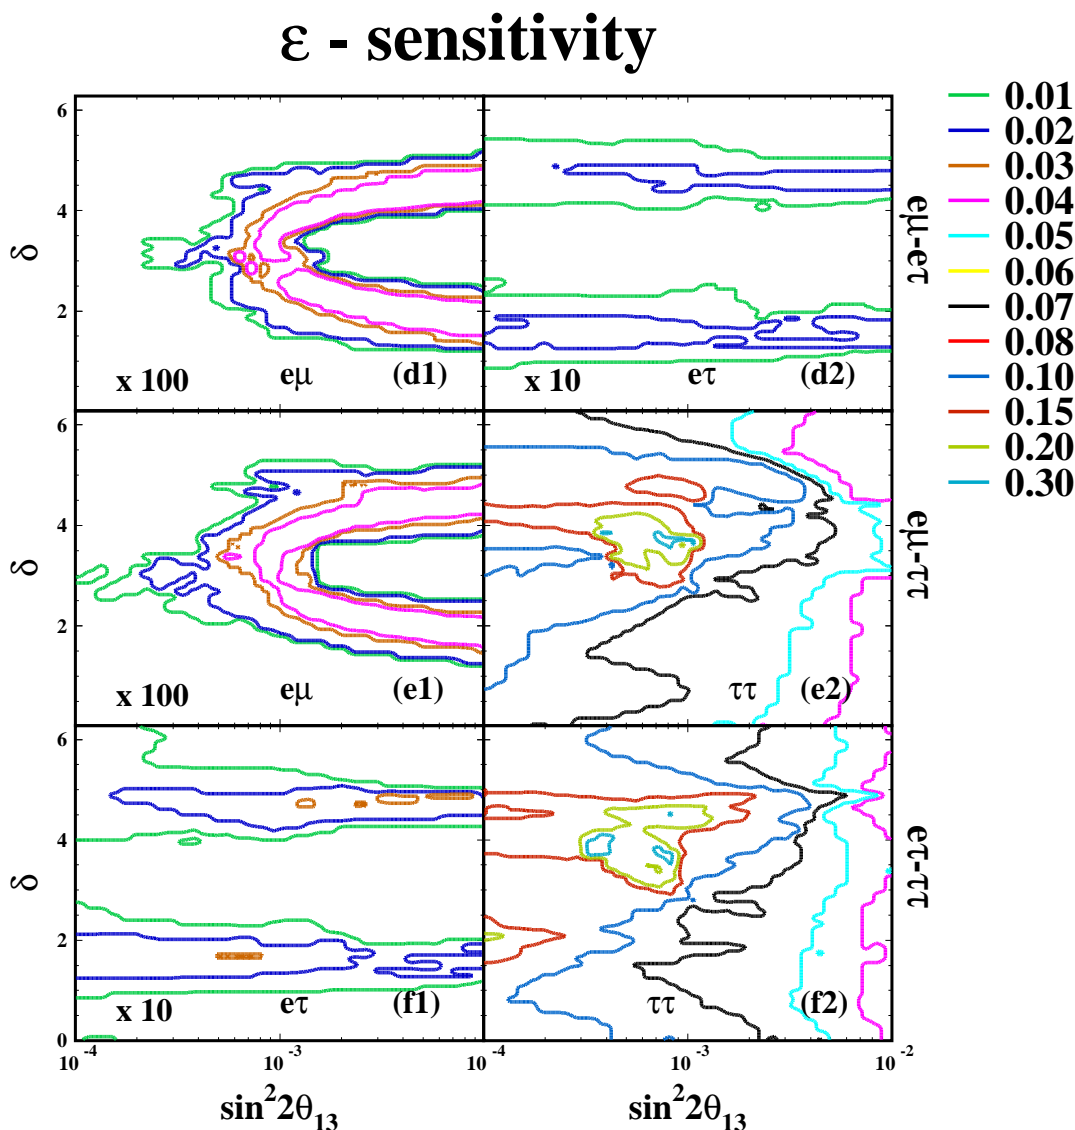 ε - sensitivity
0.01
0.02
0.03
0.04
0.05
0.06
0.07
0.08
0.10
0.15
0.20
0.30
6
4
2
δ
x 100 eμ (d1)
x 10 eτ (d2)
eμ-eτ
6
4
2
δ
x 100 eμ (e1)
ττ (e2)
eμ-ττ
6
4
2
0
δ
x 10 eτ (f1)
ττ (f2)
eτ-ττ
10⁻⁴ 10⁻³ 10⁻⁴ 10⁻³ 10⁻²
sin²2θ₁₃ sin²2θ₁₃